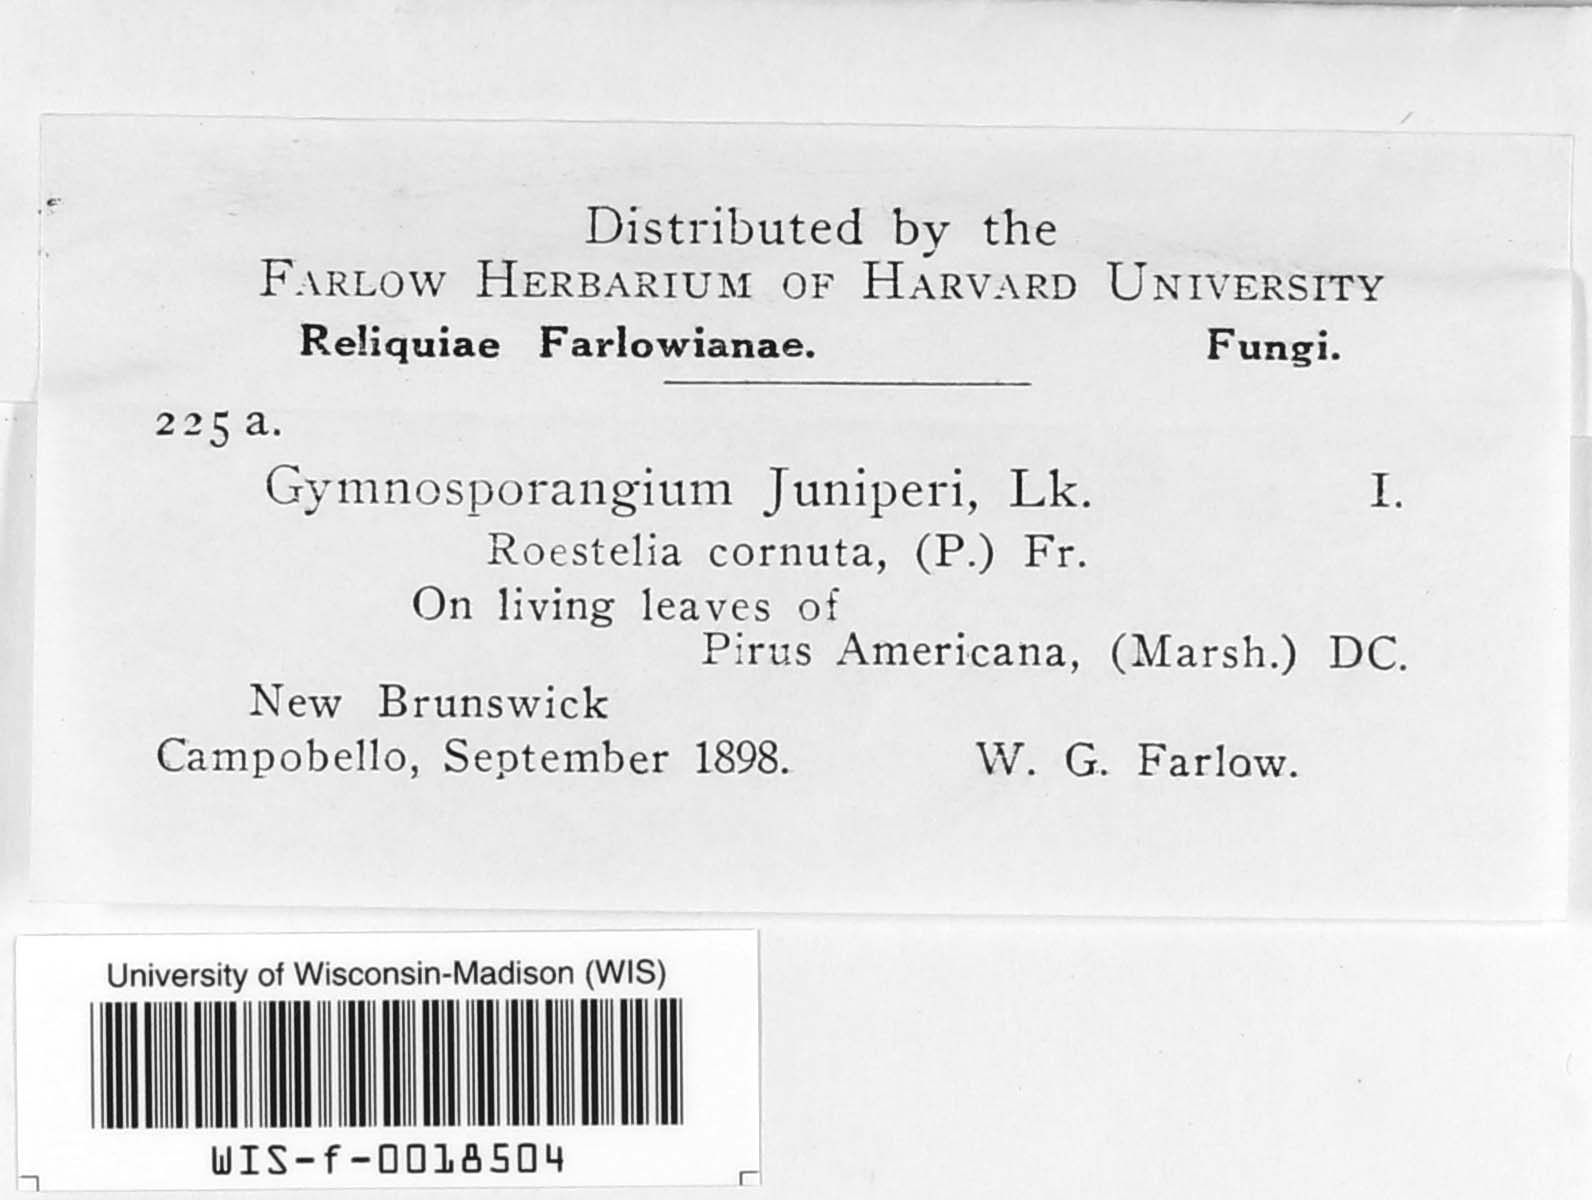 Distributed by the
FARLOW HERBARIUM OF HARVARD UNIVERSITY
Reliquiae Farlowianae. Fungi.
225 a.
Gymnosporangium Juniperi, Lk. I.
Roestelia cornuta, (P.) Fr.
On living leaves of
Pirus Americana, (Marsh.) DC.
New Brunswick
Campobello, September 1898. W. G. Farlow.
University of Wisconsin-Madison (WIS)
WIS-f-0018504